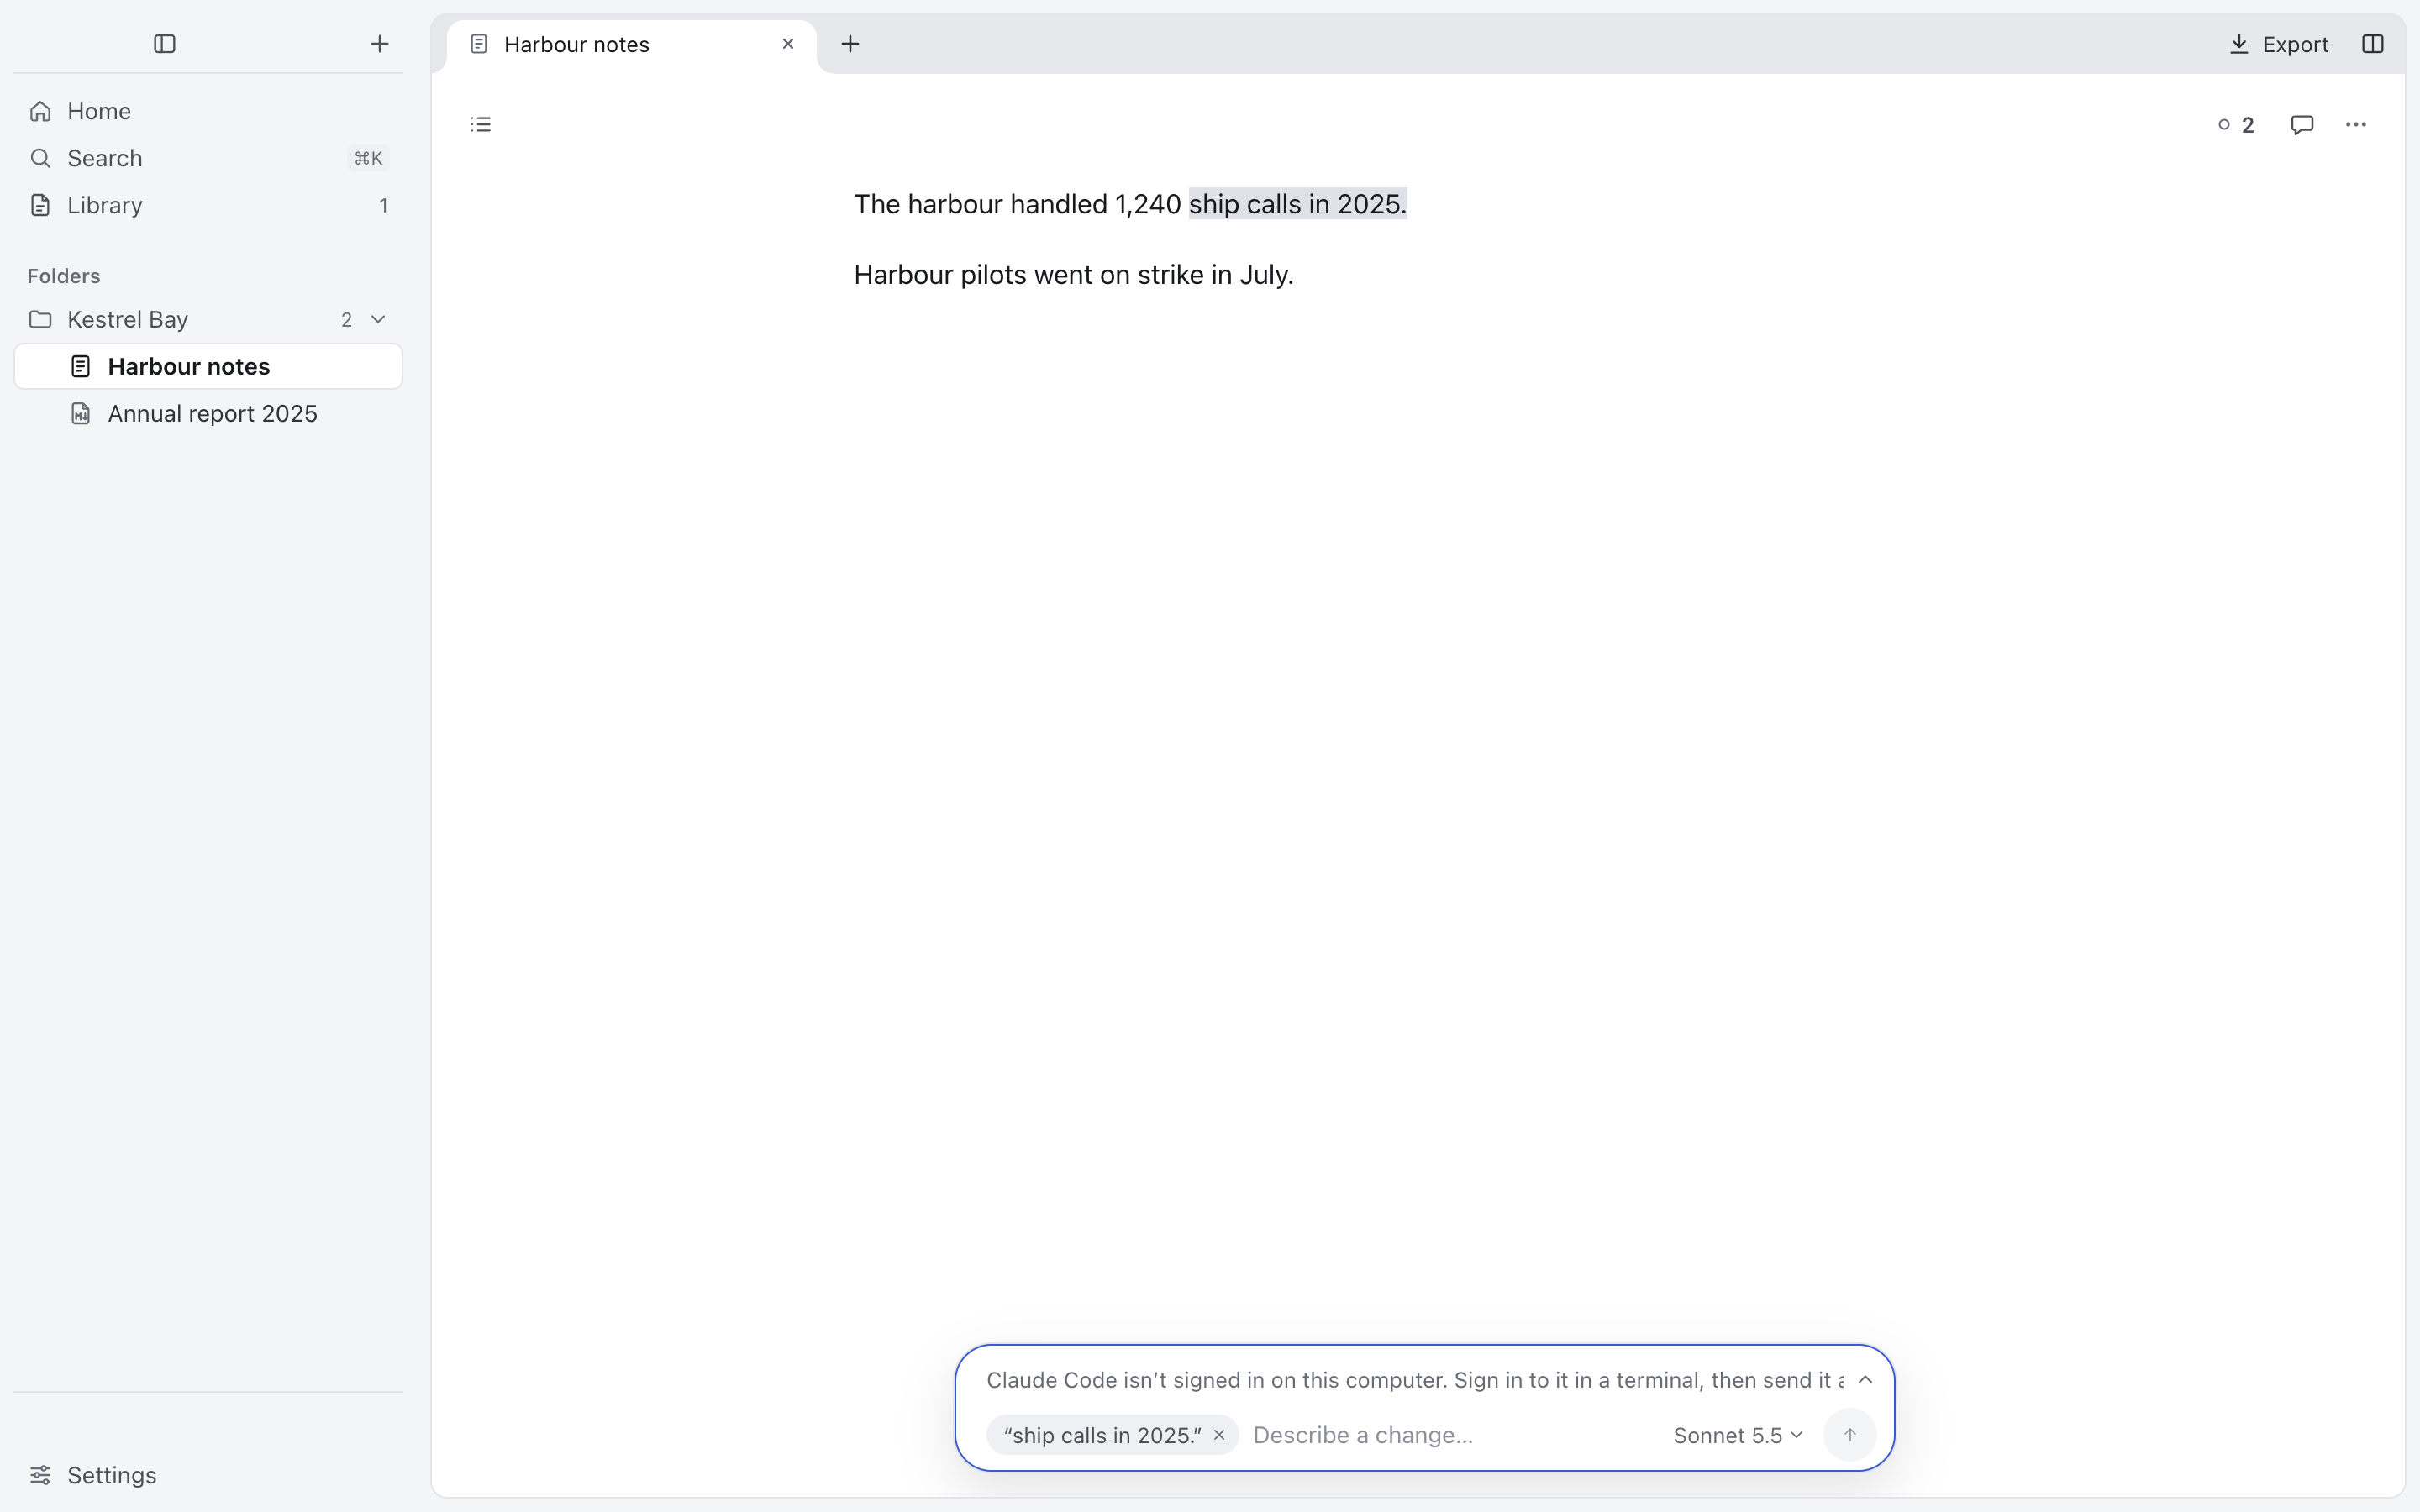 Harbour notes
Export
Home
Search ⌘K
Library 1
Folders
Kestrel Bay 2
Harbour notes
Annual report 2025
Settings
2
The harbour handled 1,240 ship calls in 2025.
Harbour pilots went on strike in July.
Claude Code isn’t signed in on this computer. Sign in to it in a terminal, then send it
“ship calls in 2025.” Describe a change... Sonnet 5.5